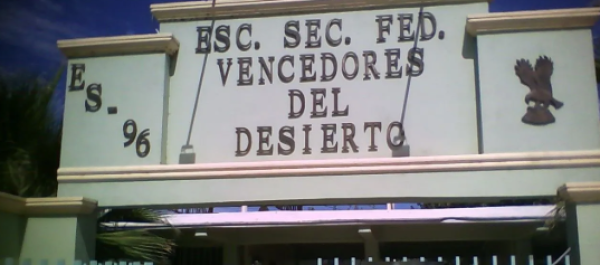 ESC. SEC. FED.
VENCEDORES
DEL
DESIERTO
ES-96